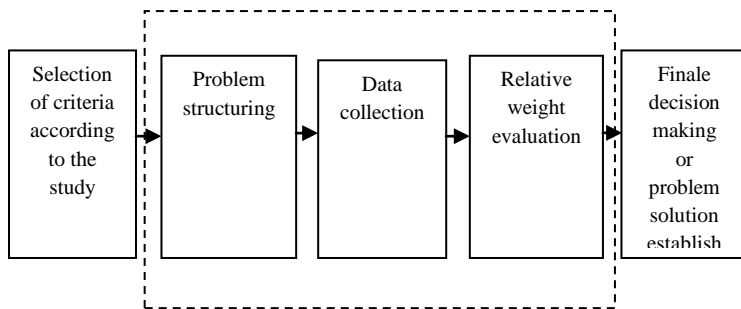 Selection
of criteria
according
to the
study
Problem
structuring
Data
collection
Relative
weight
evaluation
Finale
decision
making
or
problem
solution
establish